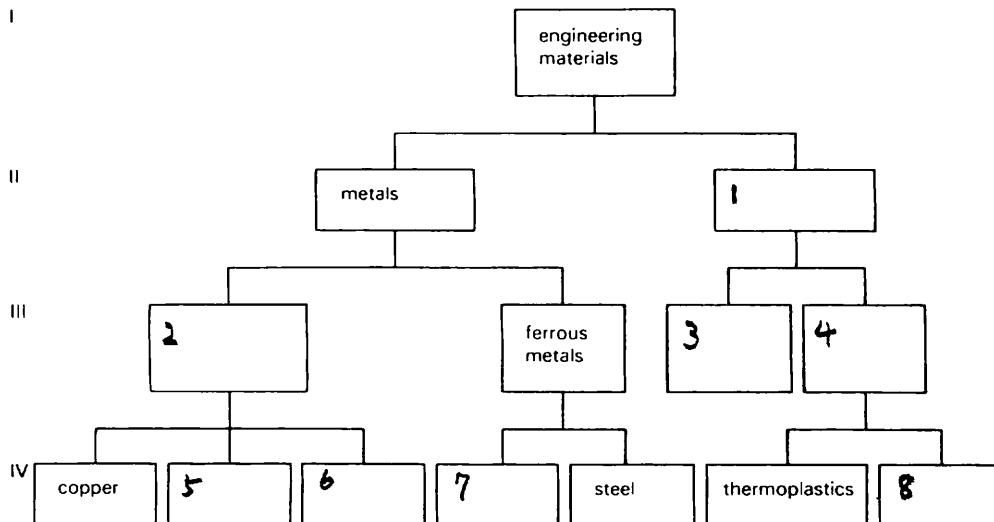 I
engineering
materials
II
metals
1
III
2
ferrous
metals
3
4
IV
copper
5
6
7
steel
thermoplastics
8